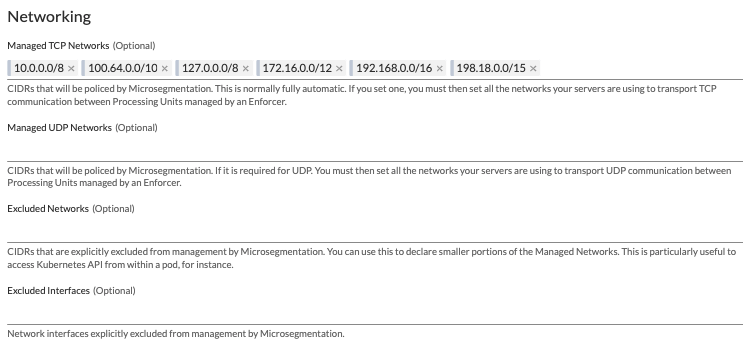 Networking
Managed TCP Networks (Optional)
10.0.0.0/8 × 100.64.0.0/10 × 127.0.0.0/8 × 172.16.0.0/12 × 192.168.0.0/16 × 198.18.0.0/15 ×
CIDRs that will be policed by Microsegmentation. This is normally fully automatic. If you set one, you must then set all the networks your servers are using to transport TCP
communication between Processing Units managed by an Enforcer.
Managed UDP Networks (Optional)
CIDRs that will be policed by Microsegmentation. If it is required for UDP. You must then set all the networks your servers are using to transport UDP communication between
Processing Units managed by an Enforcer.
Excluded Networks (Optional)
CIDRs that are explicitly excluded from management by Microsegmentation. You can use this to declare smaller portions of the Managed Networks. This is particularly useful to
access Kubernetes API from within a pod, for instance.
Excluded Interfaces (Optional)
Network interfaces explicitly excluded from management by Microsegmentation.